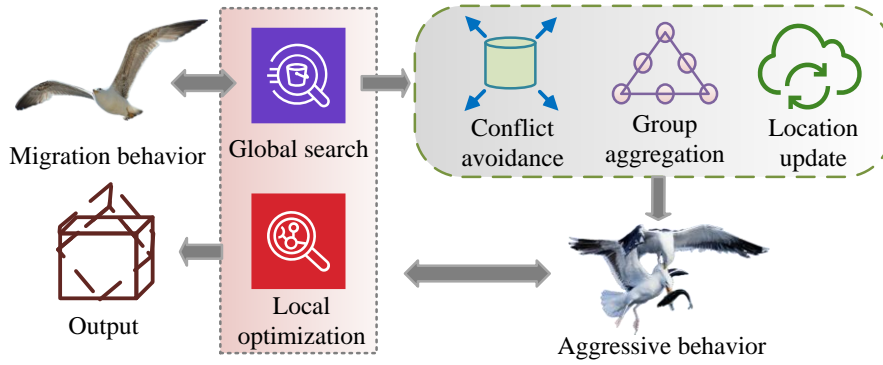 Migration behavior
Global search
Conflict
avoidance
Group
aggregation
Location
update
Output
Local
optimization
Aggressive behavior